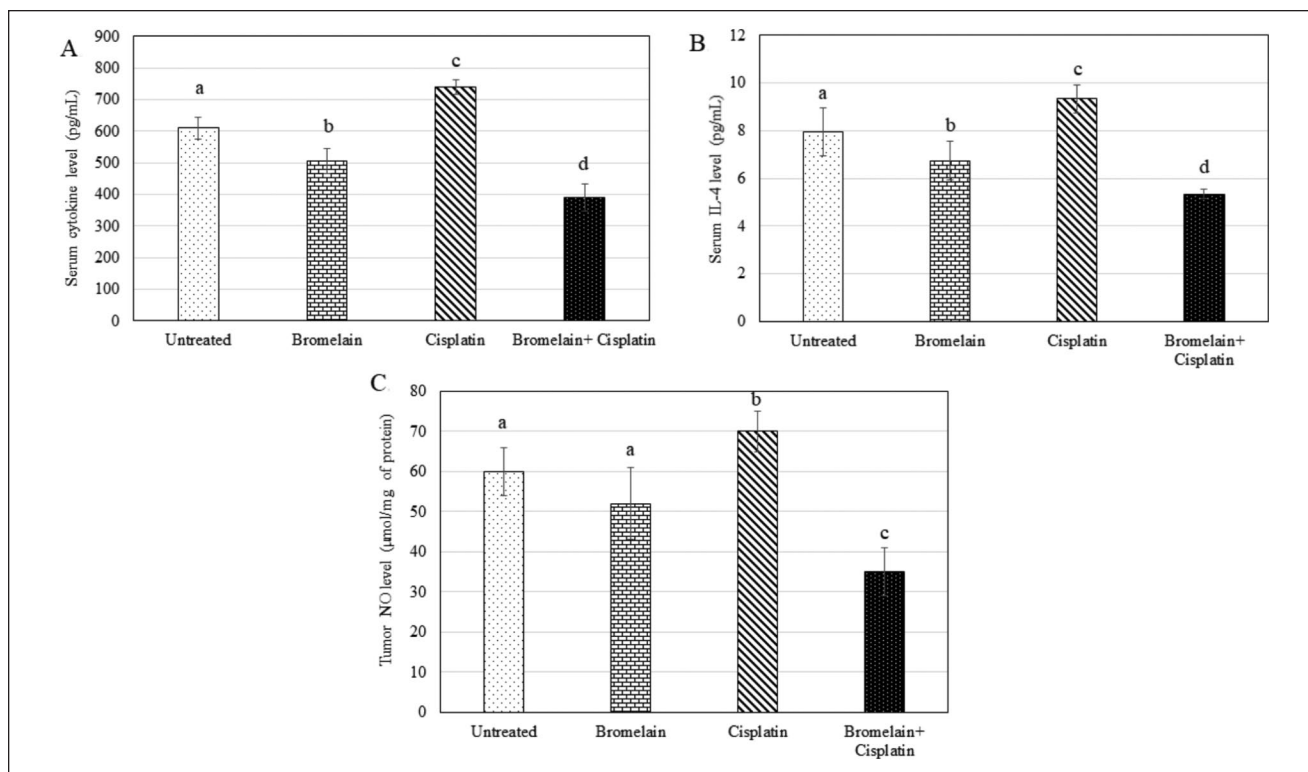 A
Serum cytokine level (pg/mL)
900
800
700
600
500
400
300
200
100
0
a
b
c
d
Untreated
Bromelain
Cisplatin
Bromelain+ Cisplatin
B
Serum IL-4 level (pg/mL)
12
10
8
6
4
2
0
a
b
c
d
Untreated
Bromelain
Cisplatin
Bromelain+
Cisplatin
C
Tumor NO level (µmol/mg of protein)
80
70
60
50
40
30
20
10
0
a
a
b
c
Untreated
Bromelain
Cisplatin
Bromelain+
Cisplatin